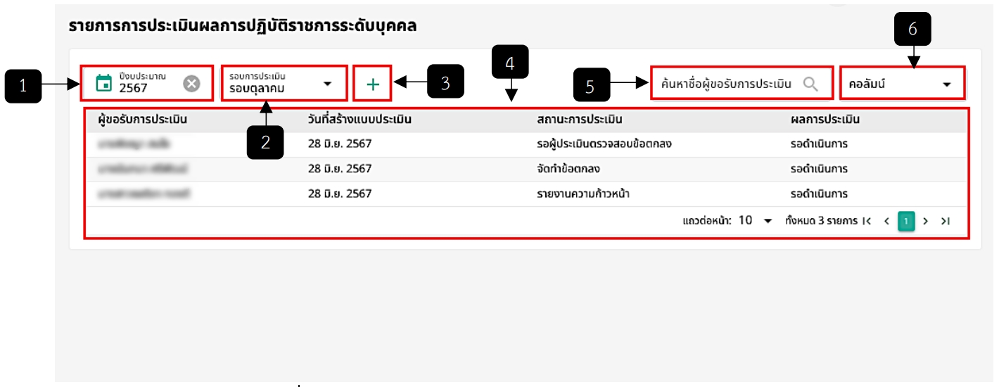 รายการการประเมินผลการปฏิบัติราชการระดับบุคคล
6
1
ปีงบประมาณ
2567
รอบการประเมิน
รอบตุลาคม
+
3
4
5
ค้นหาชื่อผู้ขอรับการประเมิน
คอลัมน์
2
ผู้ขอรับการประเมิน วันที่สร้างแบบประเมิน สถานะการประเมิน ผลการประเมิน
28 มิ.ย. 2567 รอผู้ประเมินตรวจสอบข้อตกลง รอดำเนินการ
28 มิ.ย. 2567 จัดทำข้อตกลง รอดำเนินการ
28 มิ.ย. 2567 รายงานความก้าวหน้า รอดำเนินการ
แถวต่อหน้า: 10 ทั้งหมด 3 รายการ |< < 1 > >|